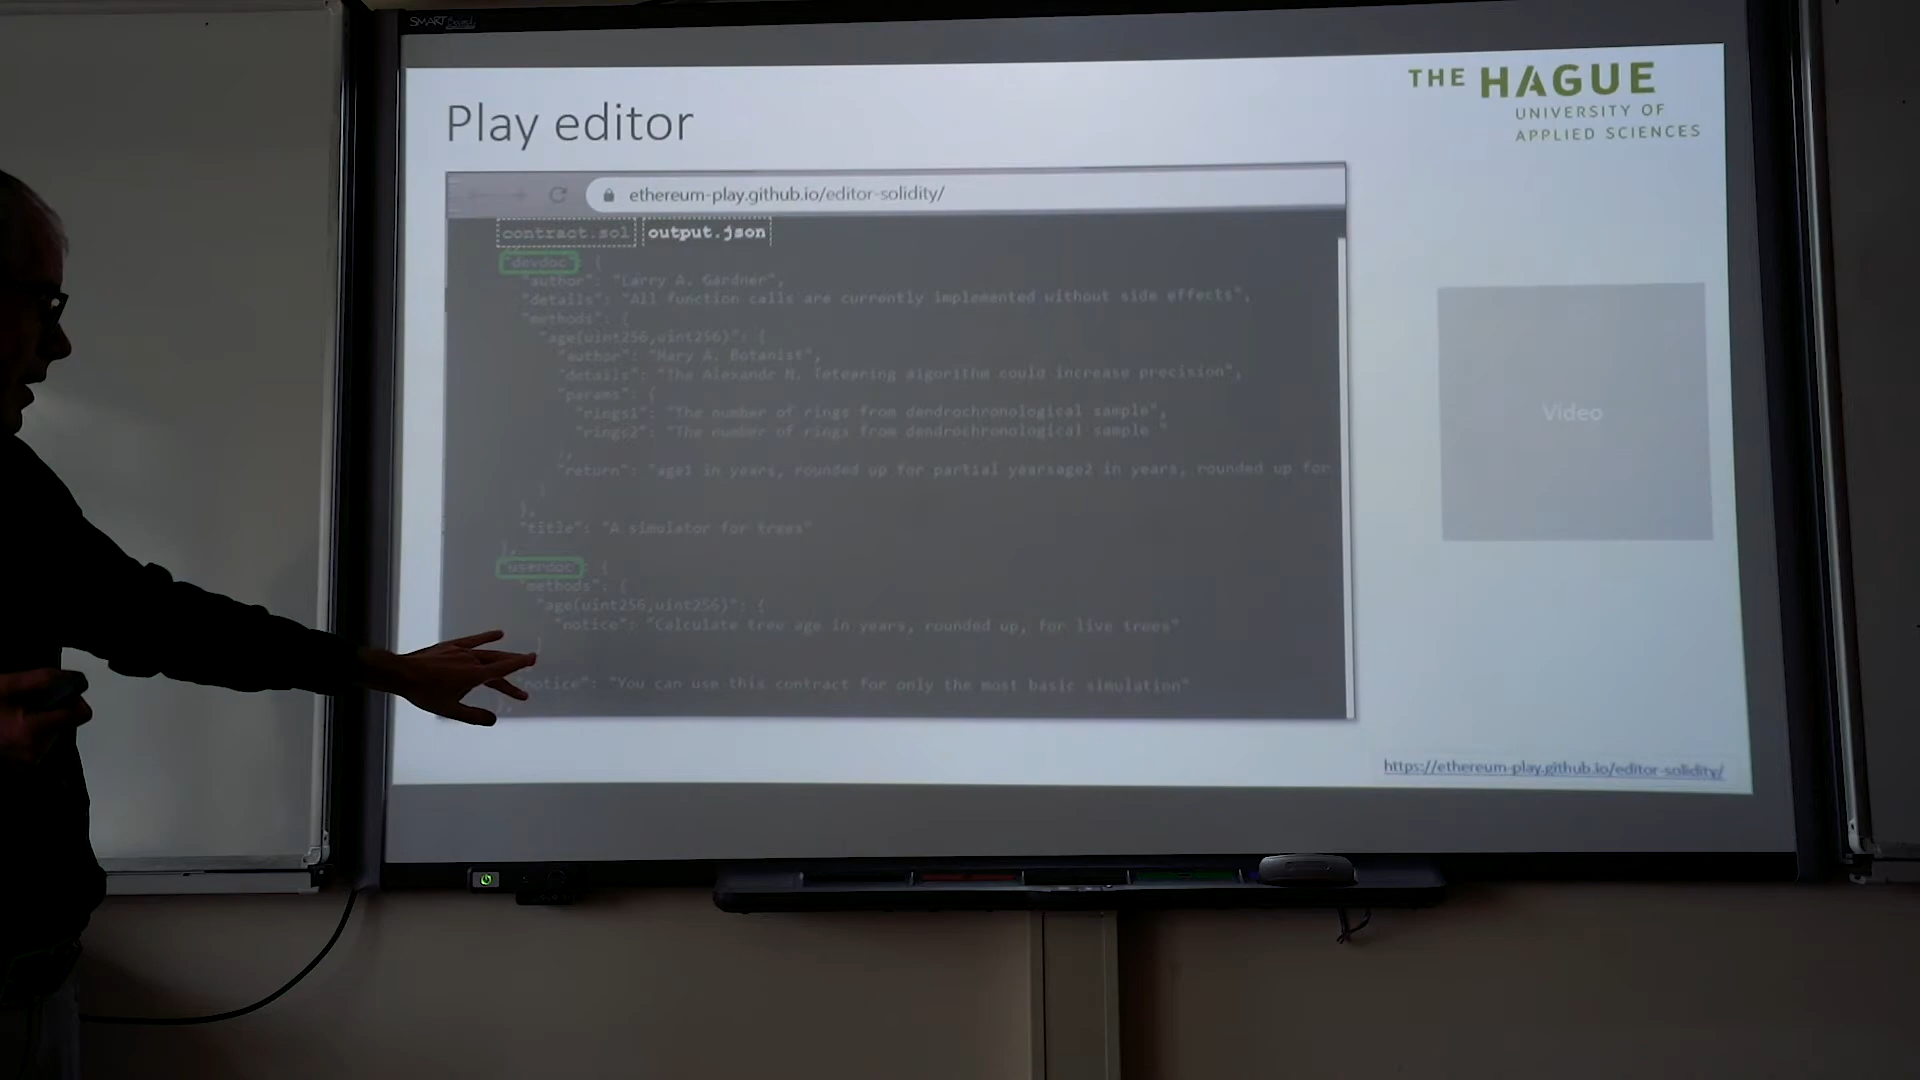 SMART Board
THE HAGUE
UNIVERSITY OF
APPLIED SCIENCES
Play editor
ethereum-play.github.io/editor-solidity/
contract.sol output.json
"devdoc": {
"author": "Larry A. Gardner",
"details": "All function calls are currently implemented without side effects",
"methods": {
"age(uint256,uint256)": {
"author": "Mary A. Botanist",
"details": "The Alexandr N. Tetearing algorithm could increase precision",
"params": {
"rings1": "The number of rings from dendrochronological sample",
"rings2": "The number of rings from dendrochronological sample "
},
"return": "age1 in years, rounded up for partial yearsage2 in years, rounded up for
}
},
"title": "A simulator for trees"
},
"userdoc": {
"methods": {
"age(uint256,uint256)": {
"notice": "Calculate tree age in years, rounded up, for live trees"
}
"notice": "You can use this contract for only the most basic simulation"
},
Video
https://ethereum-play.github.io/editor-solidity/